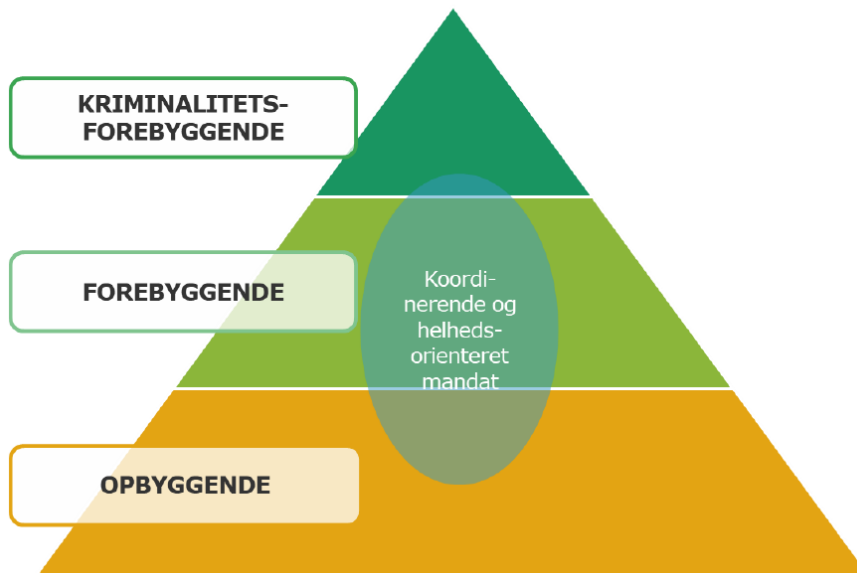 KRIMINALITETS-
FOREBYGGENDE
FOREBYGGENDE
Koordi-
nerende og
helheds-
orienteret
mandat
OPBYGGENDE